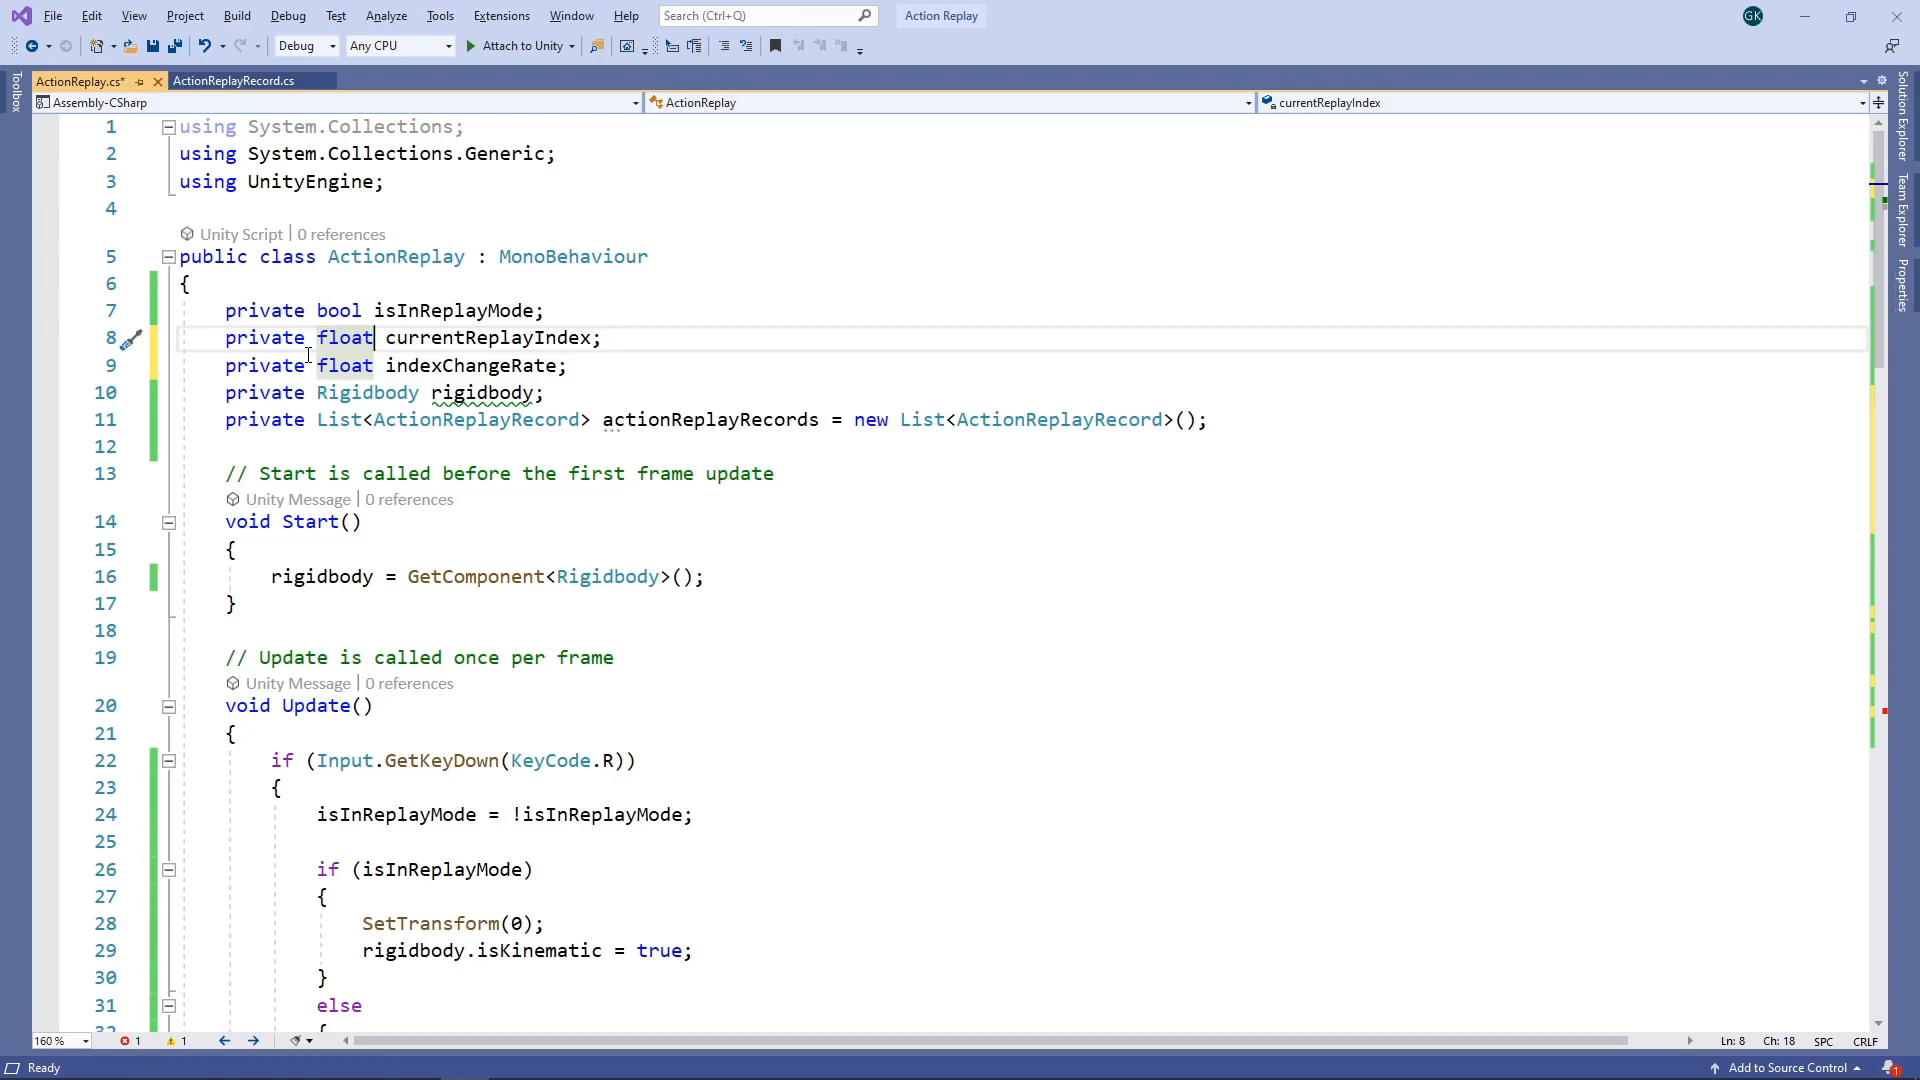 File Edit View Project Build Debug Test Analyze Tools Extensions Window Help Search (Ctrl+Q) Action Replay GK
Debug Any CPU Attach to Unity
ActionReplay.cs* ActionReplayRecord.cs
Assembly-CSharp ActionReplay currentReplayIndex
Toolbox
Solution Explorer
Team Explorer
Properties
1 using System.Collections;
2 using System.Collections.Generic;
3 using UnityEngine;
4
Unity Script | 0 references
5 public class ActionReplay : MonoBehaviour
6 {
7 private bool isInReplayMode;
8 private float currentReplayIndex;
9 private float indexChangeRate;
10 private Rigidbody rigidbody;
11 private List<ActionReplayRecord> actionReplayRecords = new List<ActionReplayRecord>();
12
13 // Start is called before the first frame update
Unity Message | 0 references
14 void Start()
15 {
16 rigidbody = GetComponent<Rigidbody>();
17 }
18
19 // Update is called once per frame
Unity Message | 0 references
20 void Update()
21 {
22 if (Input.GetKeyDown(KeyCode.R))
23 {
24 isInReplayMode = !isInReplayMode;
25
26 if (isInReplayMode)
27 {
28 SetTransform(0);
29 rigidbody.isKinematic = true;
30 }
31 else
32 {
160 % 1 1 Ln: 8 Ch: 18 SPC CRLF
Ready Add to Source Control 1